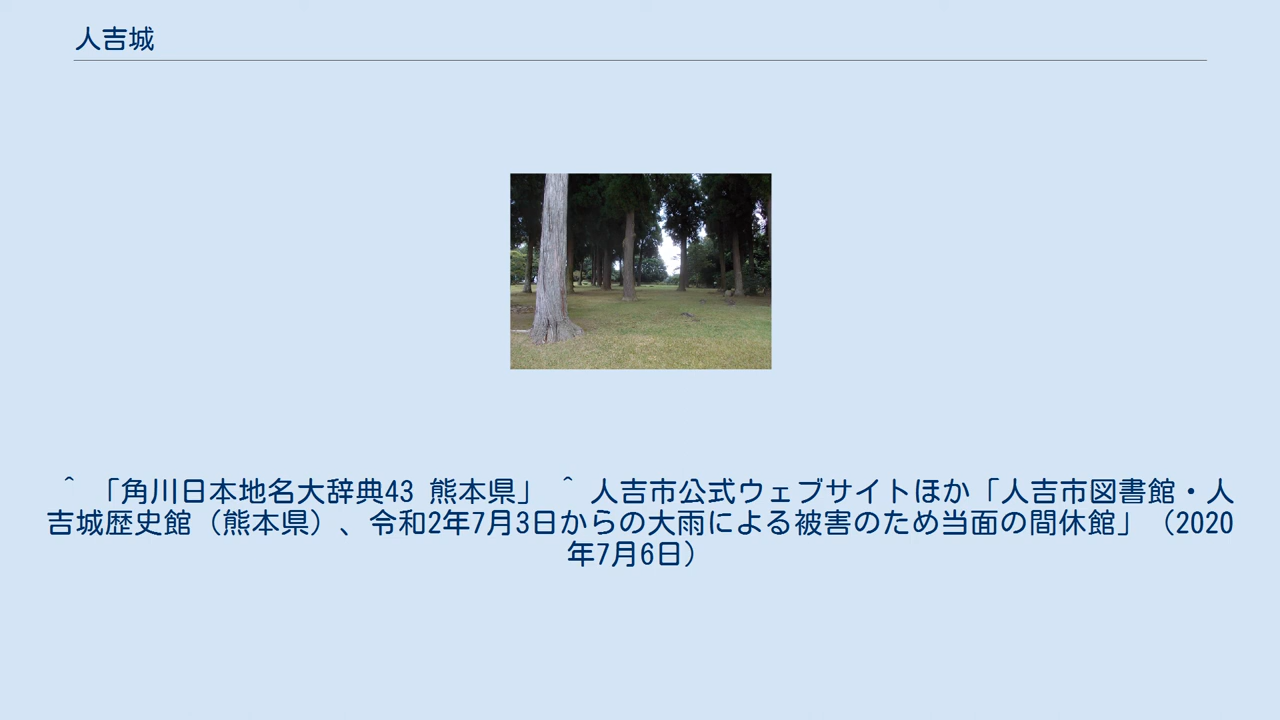 人吉城
^ 「角川日本地名大辞典43 熊本県」 ^ 人吉市公式ウェブサイトほか「人吉市図書館・人
吉城歴史館（熊本県）、令和2年7月3日からの大雨による被害のため当面の間休館」（2020
年7月6日）